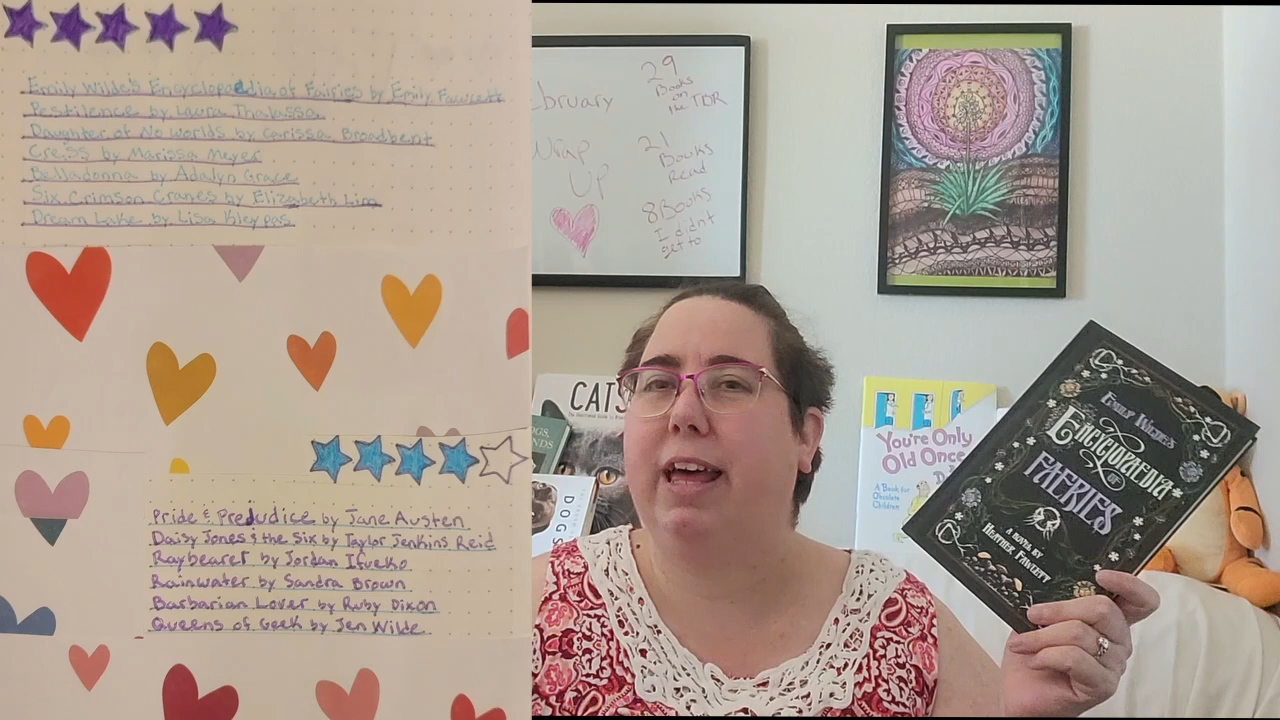 Emily Wilde's Encyclopaedia of Fairies by Emily Fawcett
Pestilence by Laura Thalassa
Daughter of No Worlds by Carissa Broadbent
Cress by Marissa Meyer
Belladonna by Adalyn Grace
Six Crimson Cranes by Elizabeth Lim
Dream Lake by Lisa Kleypas
Pride & Prejudice by Jane Austen
Daisy Jones & the Six by Taylor Jenkins Reid
Raybearer by Jordan Ifueko
Rainwater by Sandra Brown
Barbarian Lover by Ruby Dixon
Queens of Geek by Jen Wilde
ebruary
Wrap
Up
29
Books
on
the TBR
21
Books
Read
8 Books
I didn't
get to
CATS
DOGS
You're Only
Old Once
A Book for
Obsolete
Children
EMILY WILDE'S
ENCYCLOPAEDIA
OF
FAERIES
A NOVEL BY
HEATHER FAWCETT